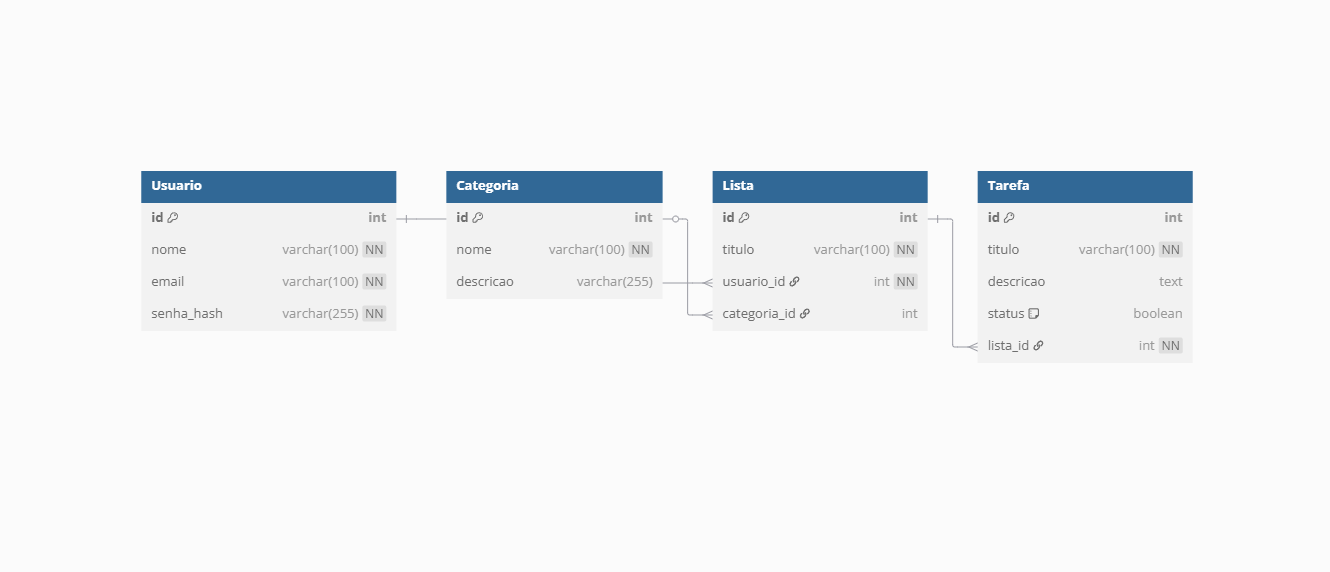 Usuario
id int
nome varchar(100) NN
email varchar(100) NN
senha_hash varchar(255) NN
Categoria
id int
nome varchar(100) NN
descricao varchar(255)
Lista
id int
titulo varchar(100) NN
usuario_id int NN
categoria_id int
Tarefa
id int
titulo varchar(100) NN
descricao text
status boolean
lista_id int NN